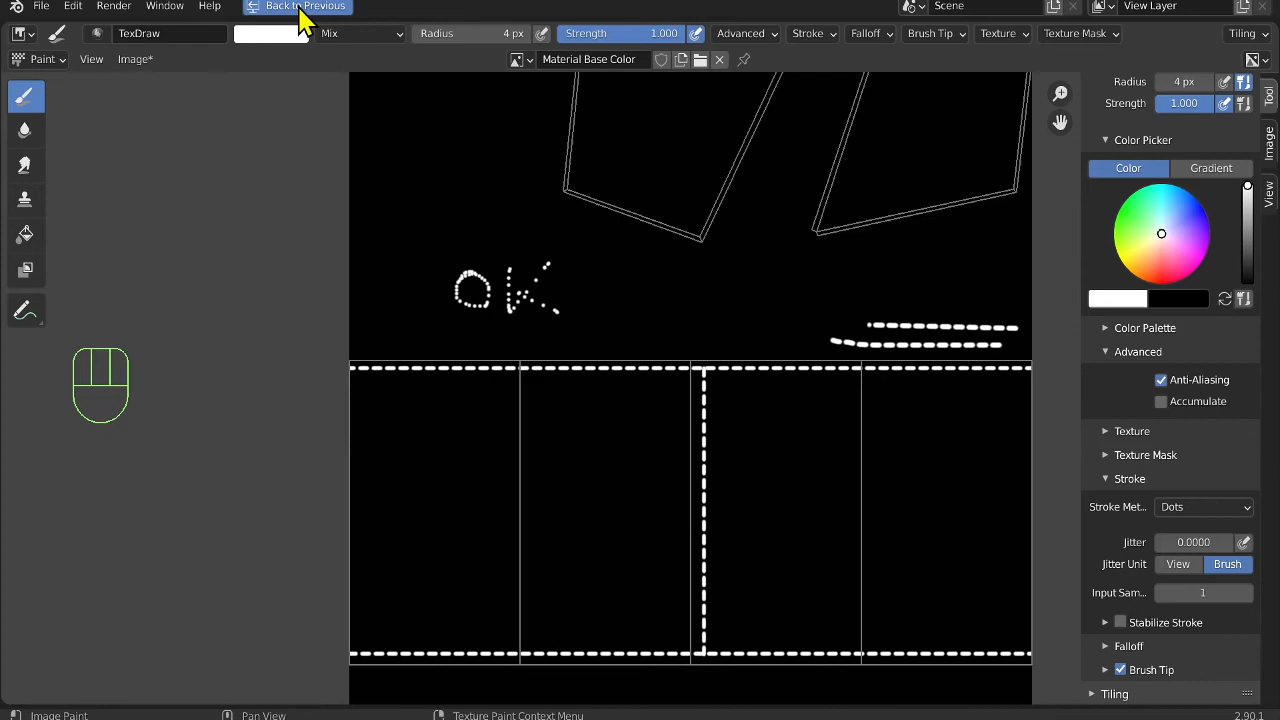 File Edit Render Window Help Back to Previous Scene View Layer
TexDraw Mix Radius 4 px Strength 1.000 Advanced Stroke Falloff Brush Tip Texture Texture Mask Tiling
Paint View Image* Material Base Color
Radius 4 px
Strength 1.000
Color Picker
Color Gradient
OK
Color Palette
Advanced
Anti-Aliasing
Accumulate
Texture
Texture Mask
Stroke
Stroke Met... Dots
Jitter 0.0000
Jitter Unit View Brush
Input Sam... 1
Stabilize Stroke
Falloff
Brush Tip
Tiling
Tool
Image
View
Image Paint Pan View Texture Paint Context Menu 2.90.1